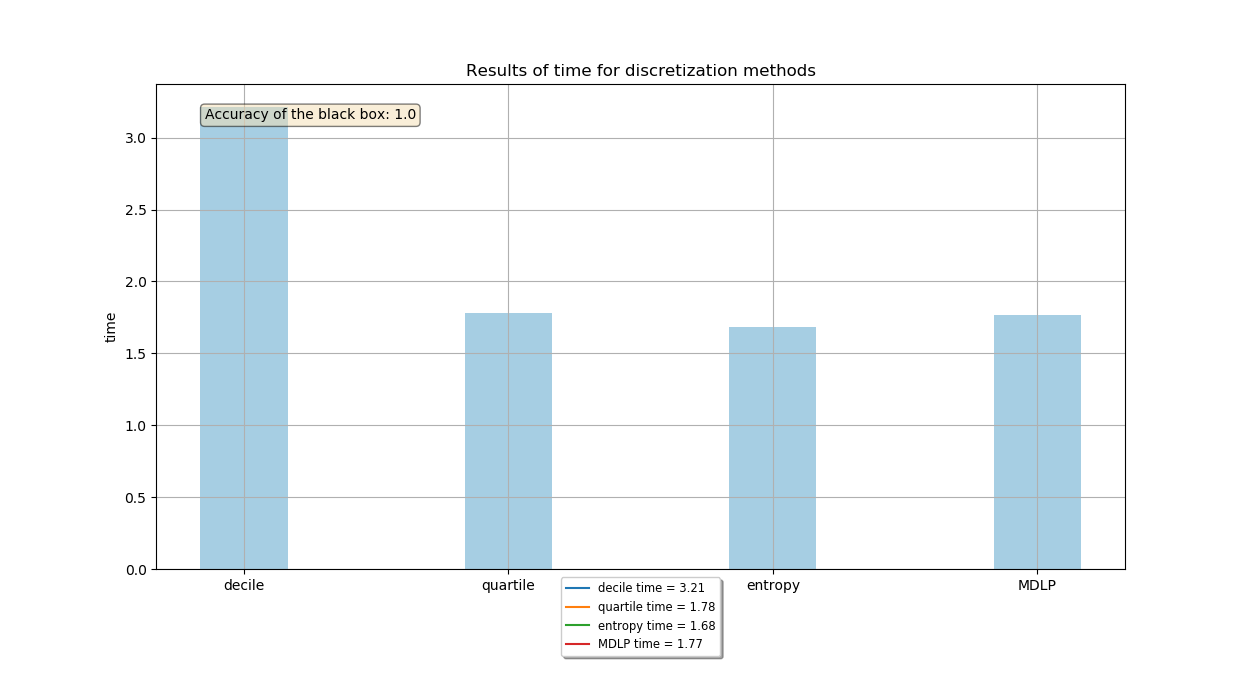 Results of time for discretization methods
Accuracy of the black box: 1.0
3.0
2.5
2.0
1.5
1.0
0.5
0.0
time
decile quartile entropy MDLP
decile time = 3.21
quartile time = 1.78
entropy time = 1.68
MDLP time = 1.77